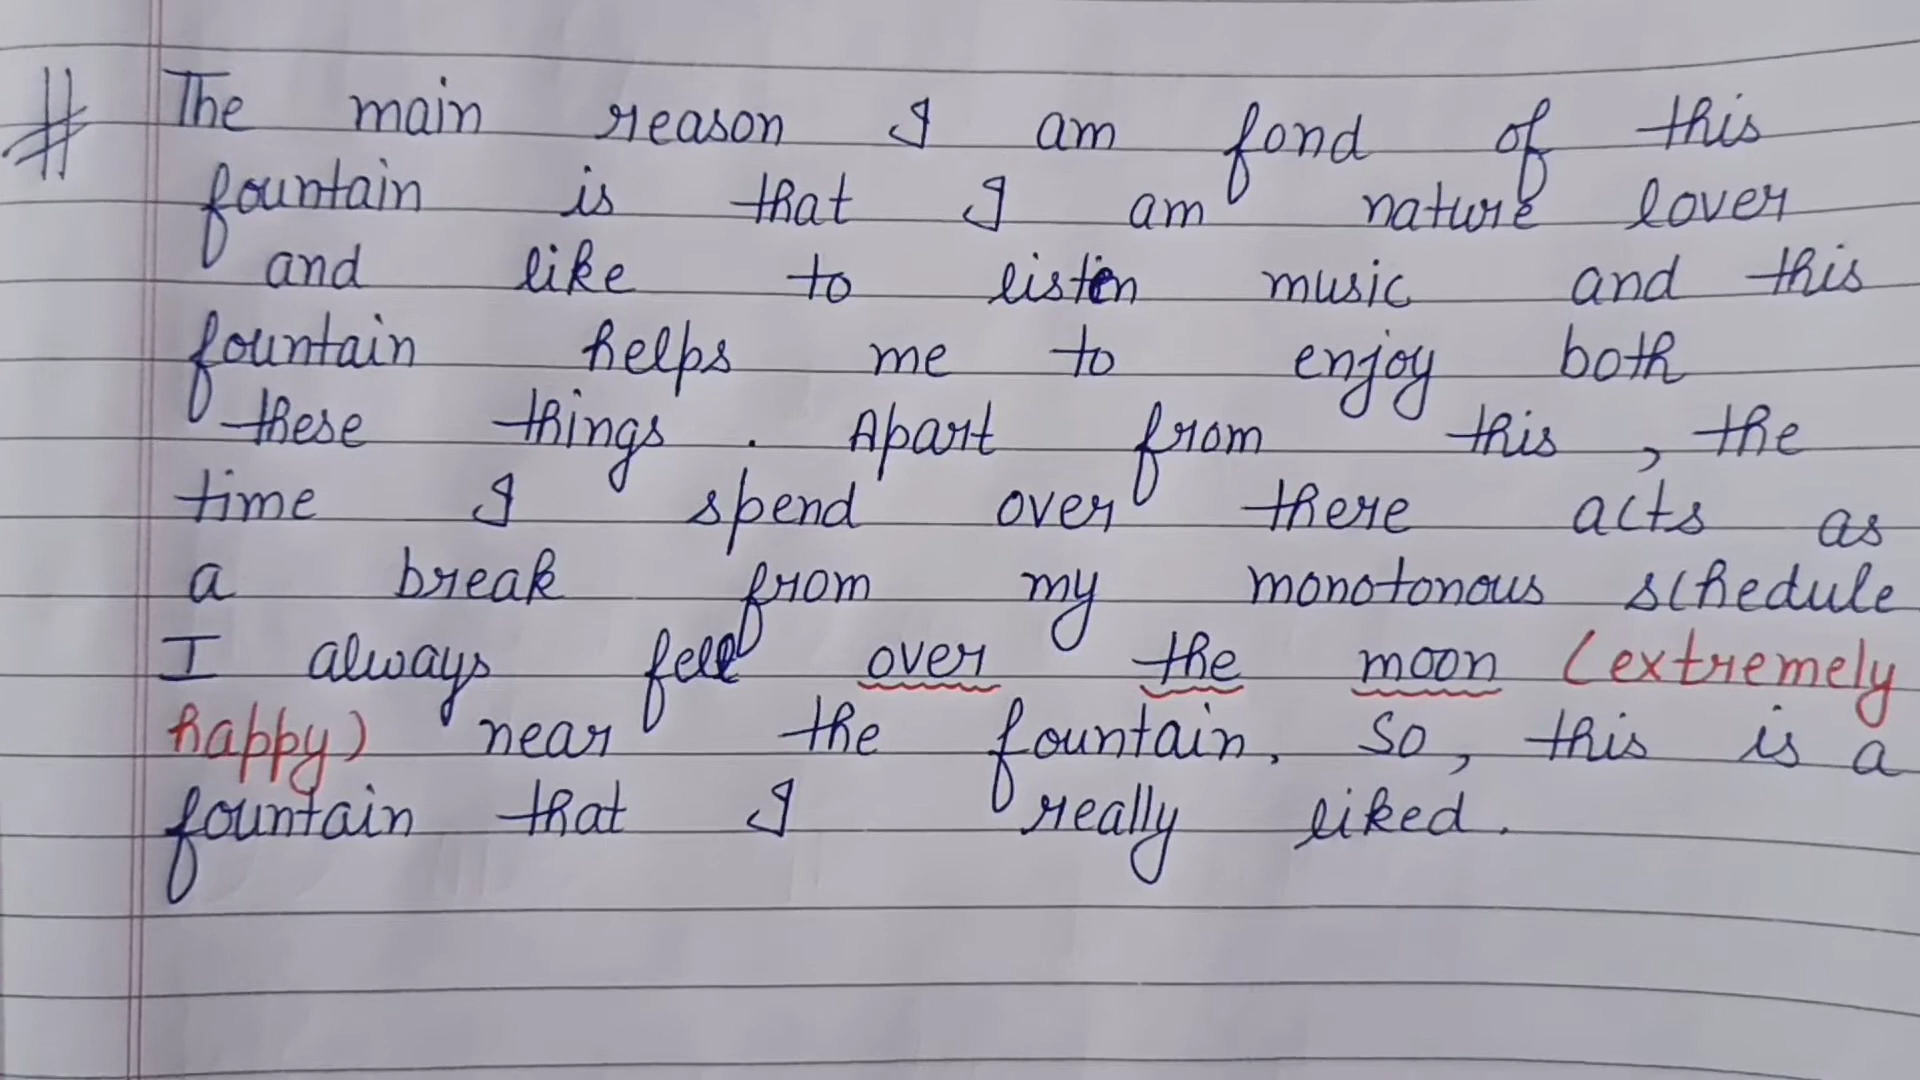 # The main reason I am fond of this
fountain is that I am nature lover
and like to listen music and this
fountain helps me to enjoy both
these things. Apart from this, the
time I spend over there acts as
a break from my monotonous schedule
I always feel over the moon (extremely
happy) near the fountain. So, this is a
fountain that I really liked.